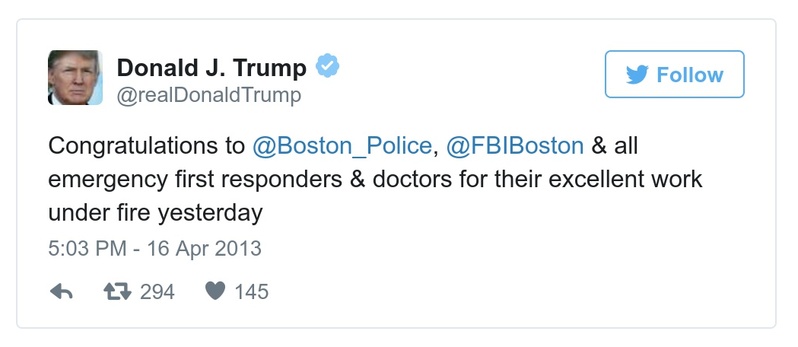 Donald J. Trump
Follow
@realDonaldTrump
Congratulations to @Boston_Police, @FBIBoston & all
emergency first responders & doctors for their excellent work
under fire yesterday
5:03 PM - 16 Apr 2013
294 145